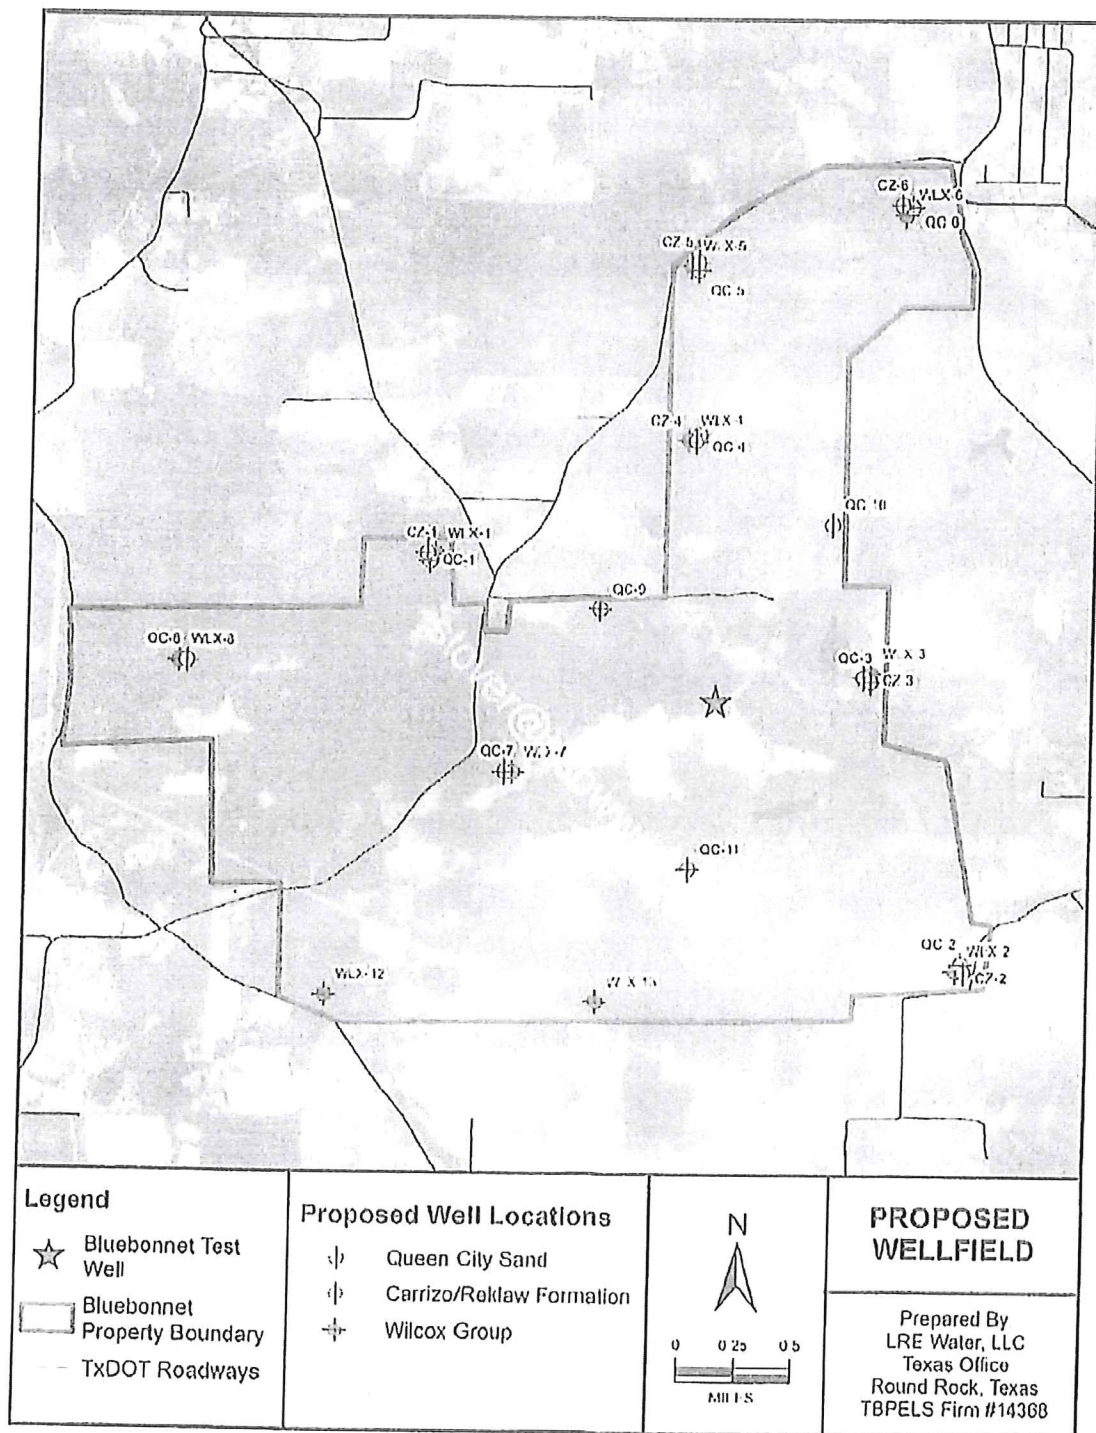 CZ-6 WLX-6
QC-6
CZ-5 WLX-5
QC-5
CZ-4 WLX-4
QC-4
QC-10
CZ-1 WLX-1
QC-1
QC-9
QC-8 WLX-8
QC-3 WLX-3
CZ-3
QC-7 WLX-7
QC-11
QC-2 WLX-2
CZ-2
WLX-12
Legend
Bluebonnet Test
Well
Bluebonnet
Property Boundary
TxDOT Roadways
Proposed Well Locations
Queen City Sand
Carrizo/Reklaw Formation
Wilcox Group
N
0 0.25 0.5
MILES
PROPOSED
WELLFIELD
Prepared By
LRE Water, LLC
Texas Office
Round Rock, Texas
TBPELS Firm #14368